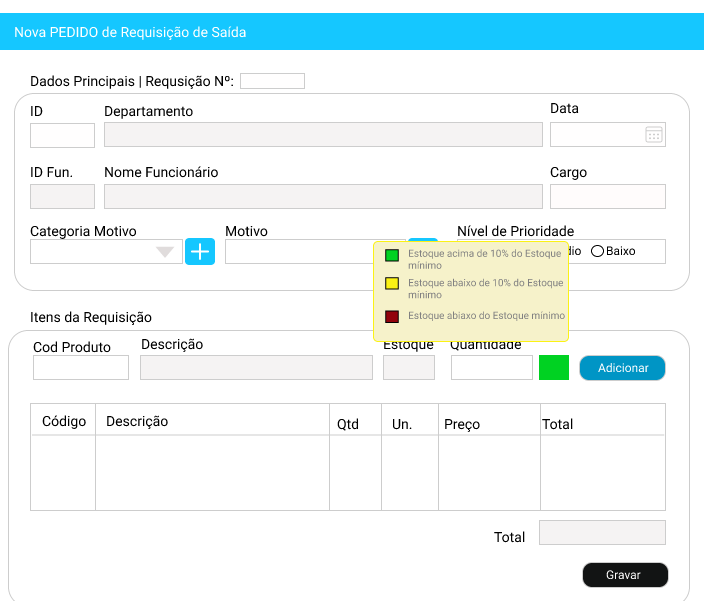 Nova PEDIDO de Requisição de Saída
Dados Principais | Requsição Nº:
ID
Departamento
Data
ID Fun.
Nome Funcionário
Cargo
Categoria Motivo
Motivo
Nível de Prioridade
Baixo
Estoque acima de 10% do Estoque
mínimo
Estoque abaixo de 10% do Estoque
mínimo
Estoque abiaxo do Estoque mínimo
Itens da Requisição
Cod Produto
Descrição
Estoque
Quantidade
Adicionar
Código
Descrição
Qtd
Un.
Preço
Total
Total
Gravar